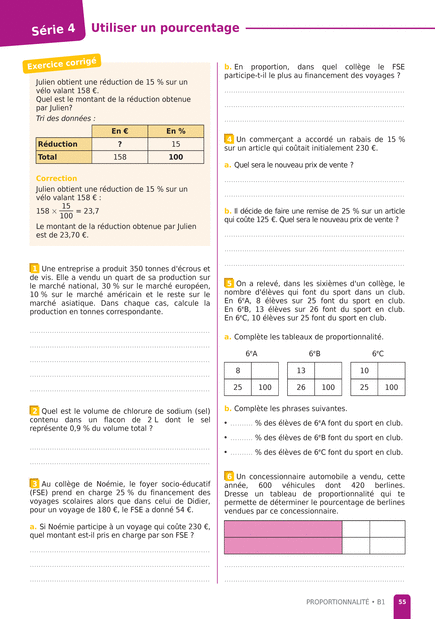 Série 4
Utiliser un pourcentage
Exercice corrigé
Julien obtient une réduction de 15 % sur un
vélo valant 158 €.
Quel est le montant de la réduction obtenue
par Julien?
Tri des données :
En € En %
Réduction ? 15
Total 158 100
Correction
Julien obtient une réduction de 15 % sur un
vélo valant 158 € :
158 × 15/100 = 23,7
Le montant de la réduction obtenue par Julien
est de 23,70 €.
1 Une entreprise a produit 350 tonnes d'écrous et
de vis. Elle a vendu un quart de sa production sur
le marché national, 30 % sur le marché européen,
10 % sur le marché américain et le reste sur le
marché asiatique. Dans chaque cas, calcule la
production en tonnes correspondante.
2 Quel est le volume de chlorure de sodium (sel)
contenu dans un flacon de 2 L dont le sel
représente 0,9 % du volume total ?
3 Au collège de Noémie, le foyer socio-éducatif
(FSE) prend en charge 25 % du financement des
voyages scolaires alors que dans celui de Didier,
pour un voyage de 180 €, le FSE a donné 54 €.
a. Si Noémie participe à un voyage qui coûte 230 €,
quel montant est-il pris en charge par son FSE ?
b. En proportion, dans quel collège le FSE
participe-t-il le plus au financement des voyages ?
4 Un commerçant a accordé un rabais de 15 %
sur un article qui coûtait initialement 230 €.
a. Quel sera le nouveau prix de vente ?
b. Il décide de faire une remise de 25 % sur un article
qui coûte 125 €. Quel sera le nouveau prix de vente ?
5 On a relevé, dans les sixièmes d'un collège, le
nombre d'élèves qui font du sport dans un club.
En 6ᵉA, 8 élèves sur 25 font du sport en club.
En 6ᵉB, 13 élèves sur 26 font du sport en club.
En 6ᵉC, 10 élèves sur 25 font du sport en club.
a. Complète les tableaux de proportionnalité.
6ᵉA 6ᵉB 6ᵉC
8 13 10
25 100 26 100 25 100
b. Complète les phrases suivantes.
• .......... % des élèves de 6ᵉA font du sport en club.
• .......... % des élèves de 6ᵉB font du sport en club.
• .......... % des élèves de 6ᵉC font du sport en club.
6 Un concessionnaire automobile a vendu, cette
année, 600 véhicules dont 420 berlines.
Dresse un tableau de proportionnalité qui te
permette de déterminer le pourcentage de berlines
vendues par ce concessionnaire.
PROPORTIONNALITÉ • B1 55